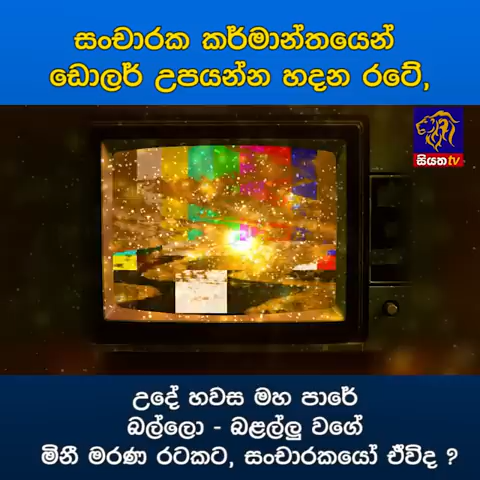 සංචාරක කර්මාන්තයෙන්
ඩොලර් උපයන්න හදන රටේ,
සියත tv
උදේ හවස මහ පාරේ
බල්ලො - බළල්ලු වගේ
මිනී මරණ රටකට, සංචාරකයෝ ඒවිද ?